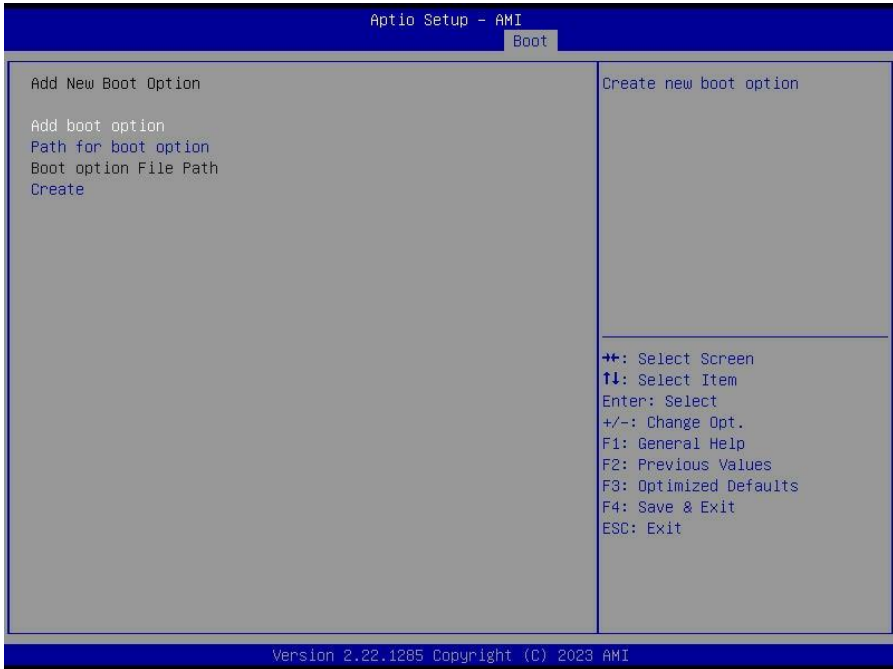 Aptio Setup - AMI
Boot
Add New Boot Option
Add boot option
Path for boot option
Boot option File Path
Create
Create new boot option
→←: Select Screen
↑↓: Select Item
Enter: Select
+/-: Change Opt.
F1: General Help
F2: Previous Values
F3: Optimized Defaults
F4: Save & Exit
ESC: Exit
Version 2.22.1285 Copyright (C) 2023 AMI